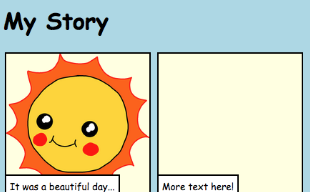 My Story
It was a beautiful day...
More text here!